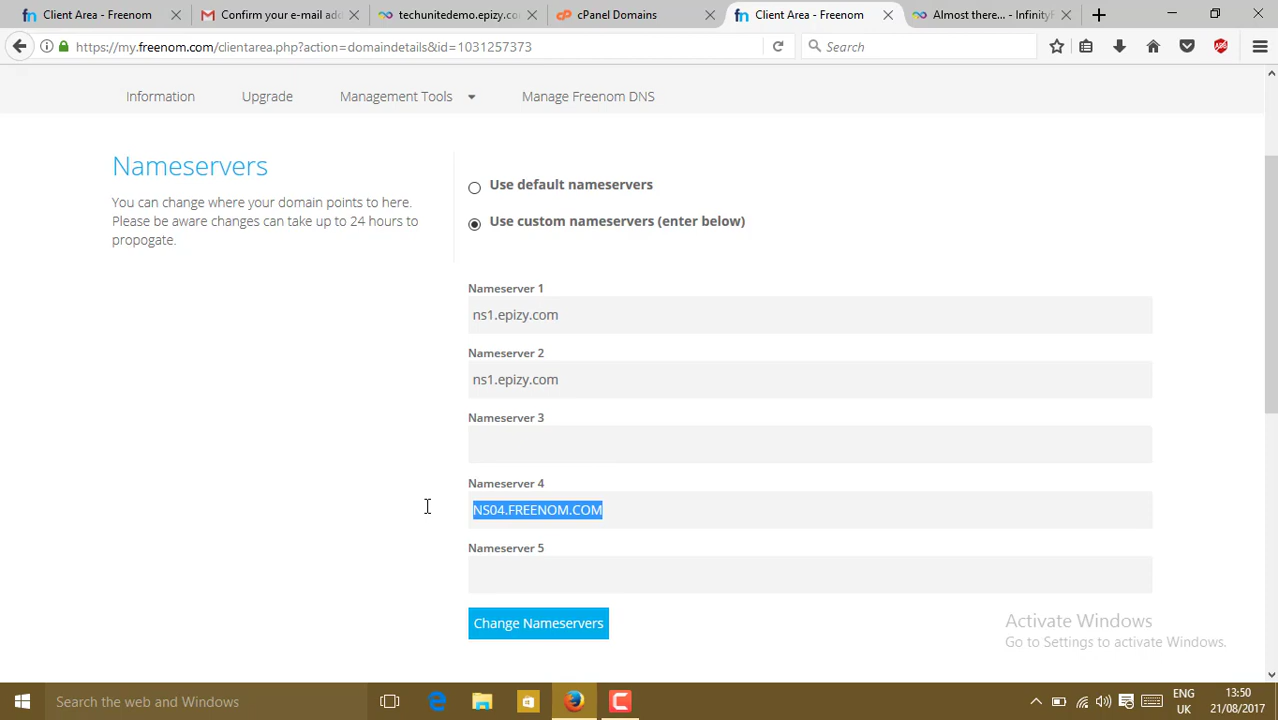 Client Area - Freenom
Confirm your e-mail add
techunitedemo.epizy.co
cPanel Domains
Client Area - Freenom
Almost there... - InfinityF
https://my.freenom.com/clientarea.php?action=domaindetails&id=1031257373
Search
ABP
Information
Upgrade
Management Tools
Manage Freenom DNS
Nameservers
You can change where your domain points to here.
Please be aware changes can take up to 24 hours to
propogate.
Use default nameservers
Use custom nameservers (enter below)
Nameserver 1
ns1.epizy.com
Nameserver 2
ns1.epizy.com
Nameserver 3
Nameserver 4
NS04.FREENOM.COM
Nameserver 5
Change Nameservers
Activate Windows
Go to Settings to activate Windows.
Search the web and Windows
ENG
UK
13:50
21/08/2017